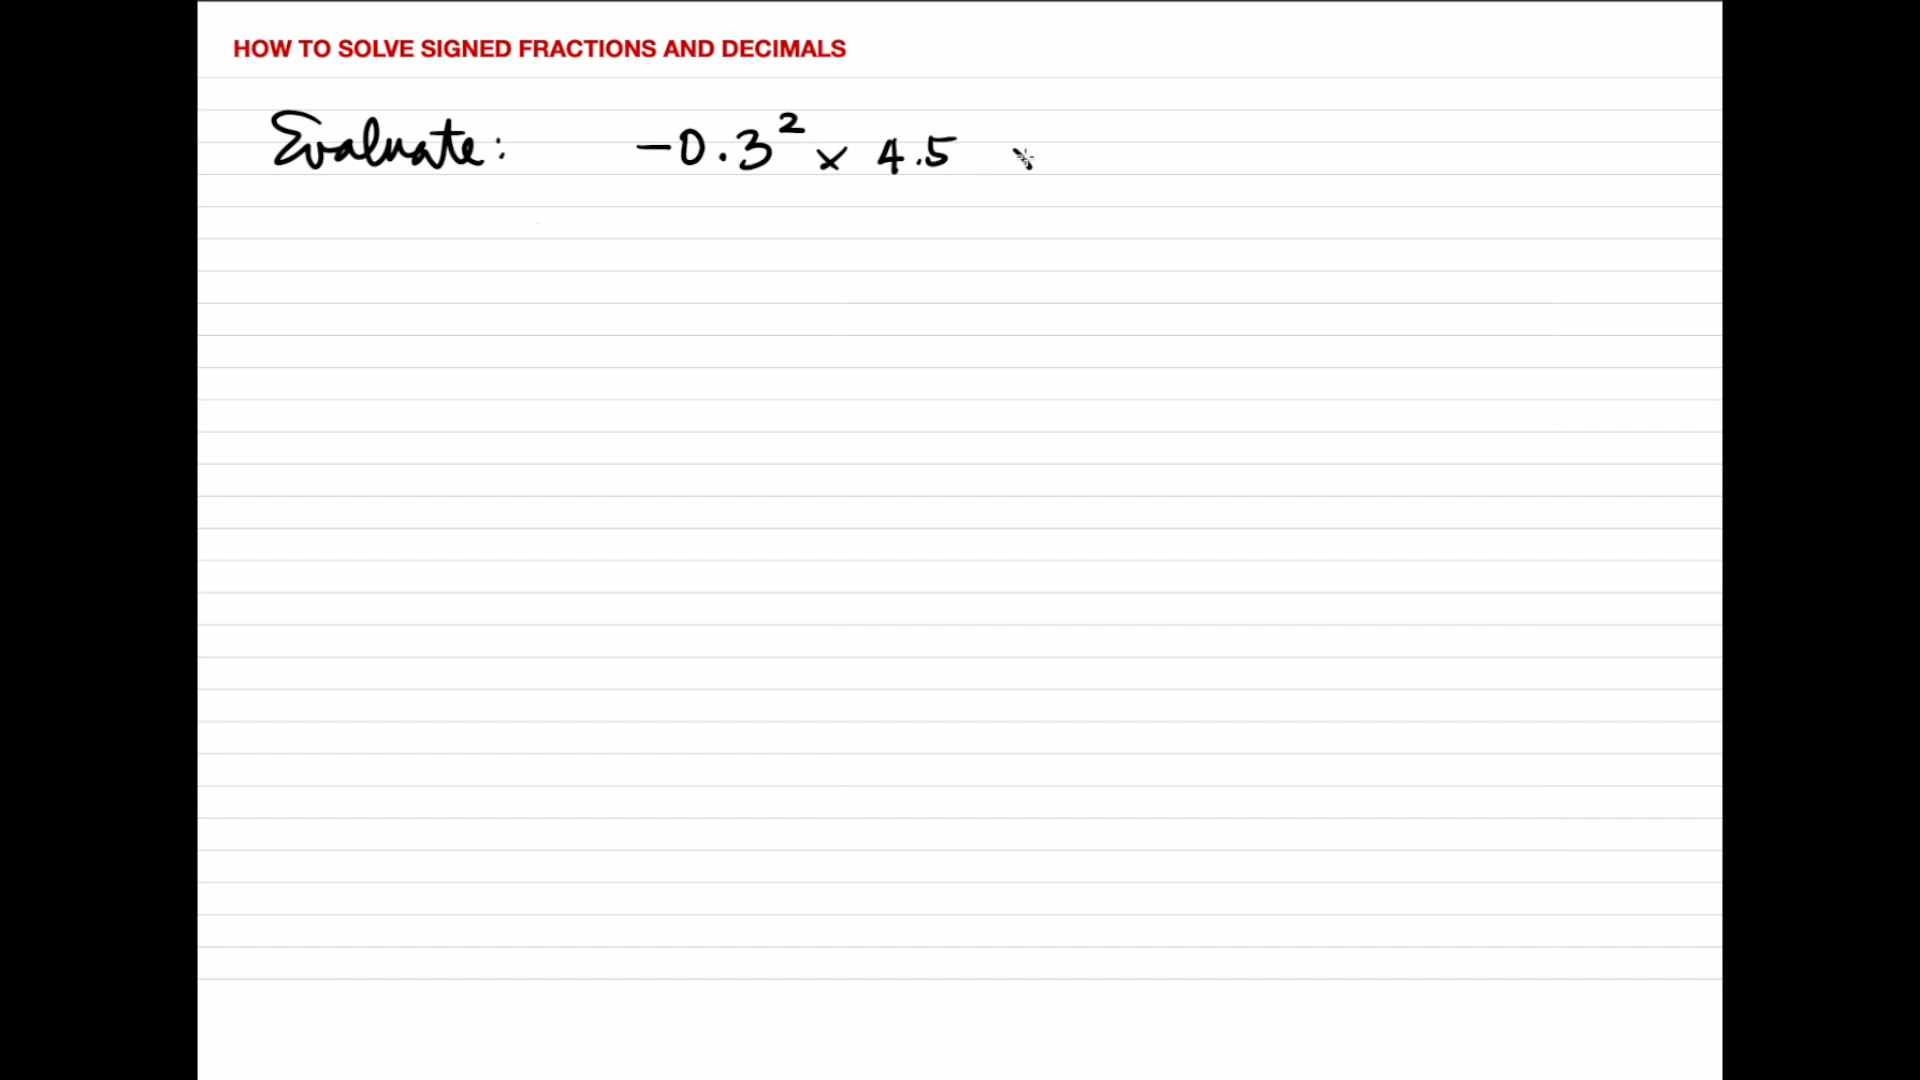 HOW TO SOLVE SIGNED FRACTIONS AND DECIMALS
Evaluate: -0.3² × 4.5